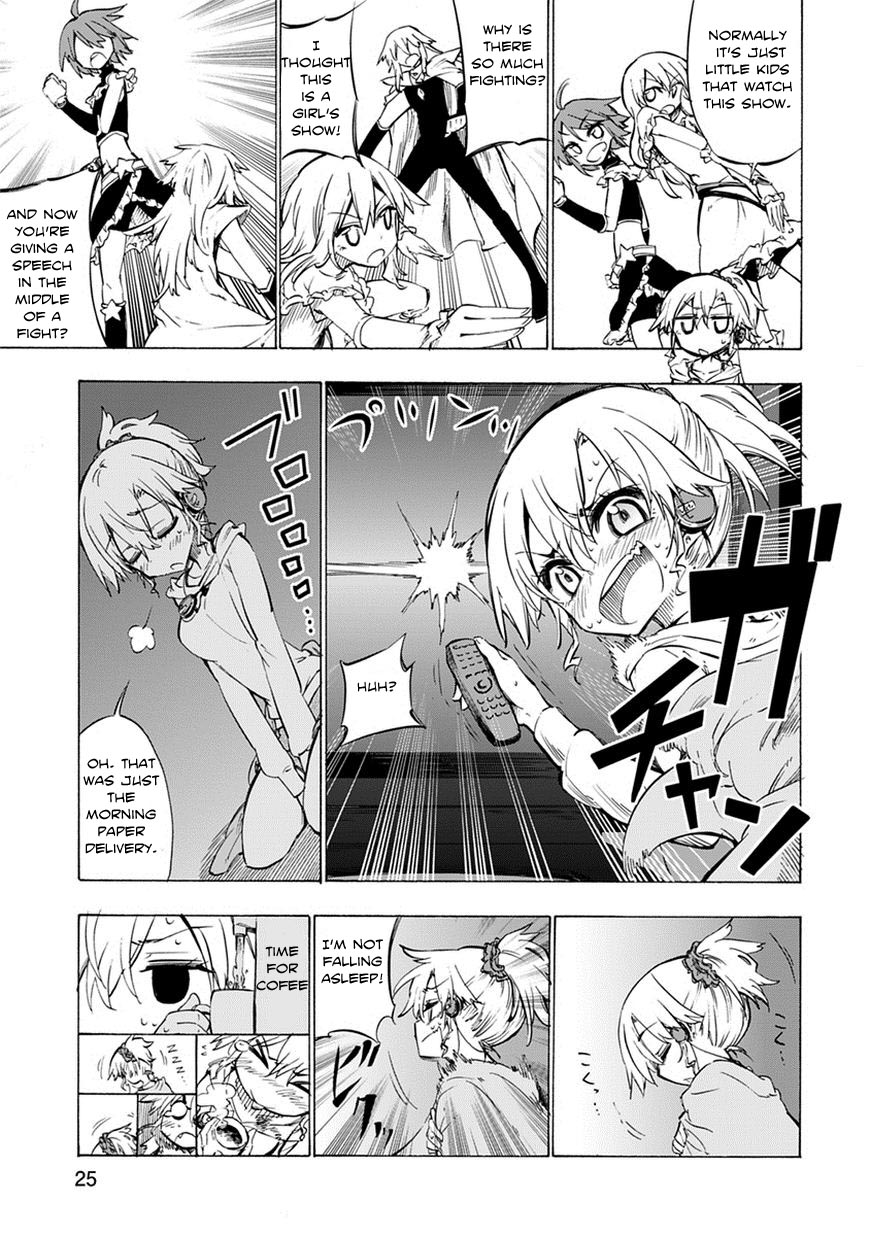 NORMALLY
IT'S JUST
LITTLE KIDS
THAT WATCH
THIS SHOW.
WHY IS
THERE
SO MUCH
FIGHTING?
I
THOUGHT
THIS
IS A
GIRL'S
SHOW!
AND NOW
YOU'RE
GIVING A
SPEECH
IN THE
MIDDLE
OF A
FIGHT?
ガチャン
プツン
HUH?
ブロロロロロ...
OH. THAT
WAS JUST
THE
MORNING
PAPER
DELIVERY.
I'M NOT
FALLING
ASLEEP!
TIME
FOR
COFEE
25